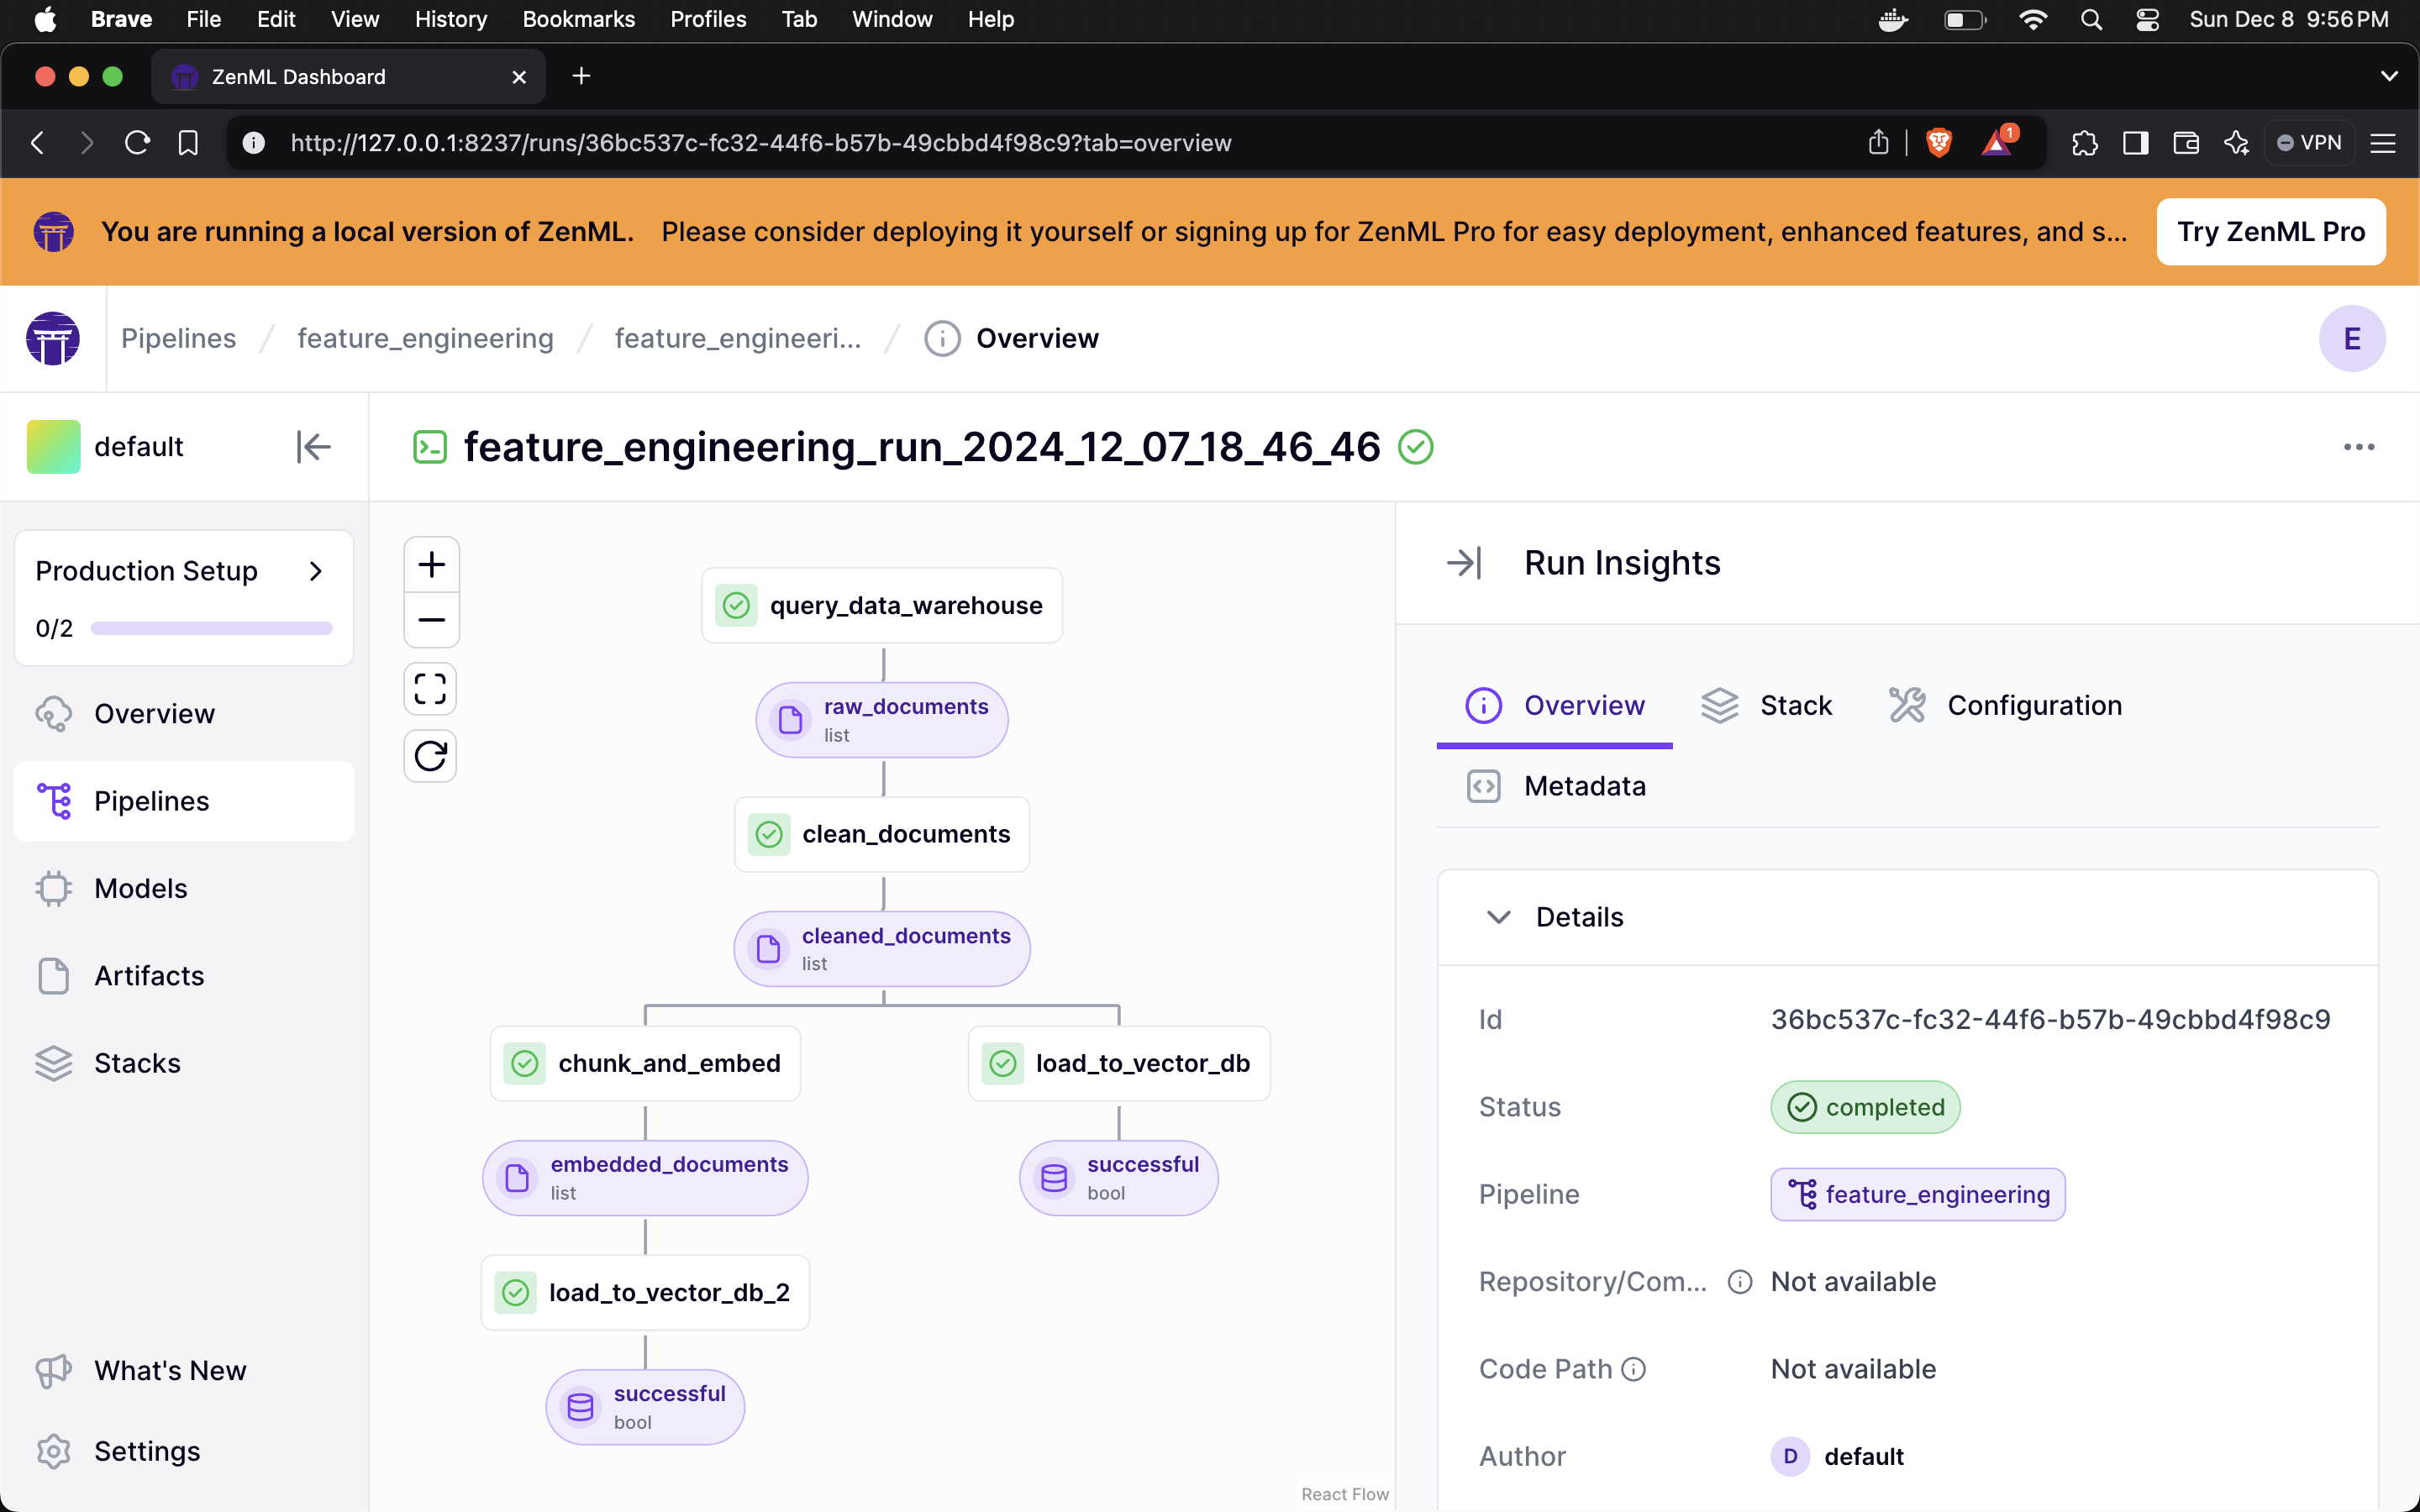 Brave File Edit View History Bookmarks Profiles Tab Window Help Sun Dec 8 9:56 PM
ZenML Dashboard
http://127.0.0.1:8237/runs/36bc537c-fc32-44f6-b57b-49cbbd4f98c9?tab=overview 1 VPN
You are running a local version of ZenML. Please consider deploying it yourself or signing up for ZenML Pro for easy deployment, enhanced features, and s... Try ZenML Pro
Pipelines / feature_engineering / feature_engineeri... / Overview E
default
feature_engineering_run_2024_12_07_18_46_46
Production Setup
0/2
Overview
Pipelines
Models
Artifacts
Stacks
What's New
Settings
query_data_warehouse
raw_documents
list
clean_documents
cleaned_documents
list
chunk_and_embed
load_to_vector_db
embedded_documents
list
successful
bool
load_to_vector_db_2
successful
bool
React Flow
Run Insights
Overview Stack Configuration
Metadata
Details
Id 36bc537c-fc32-44f6-b57b-49cbbd4f98c9
Status completed
Pipeline feature_engineering
Repository/Com... Not available
Code Path Not available
Author D default